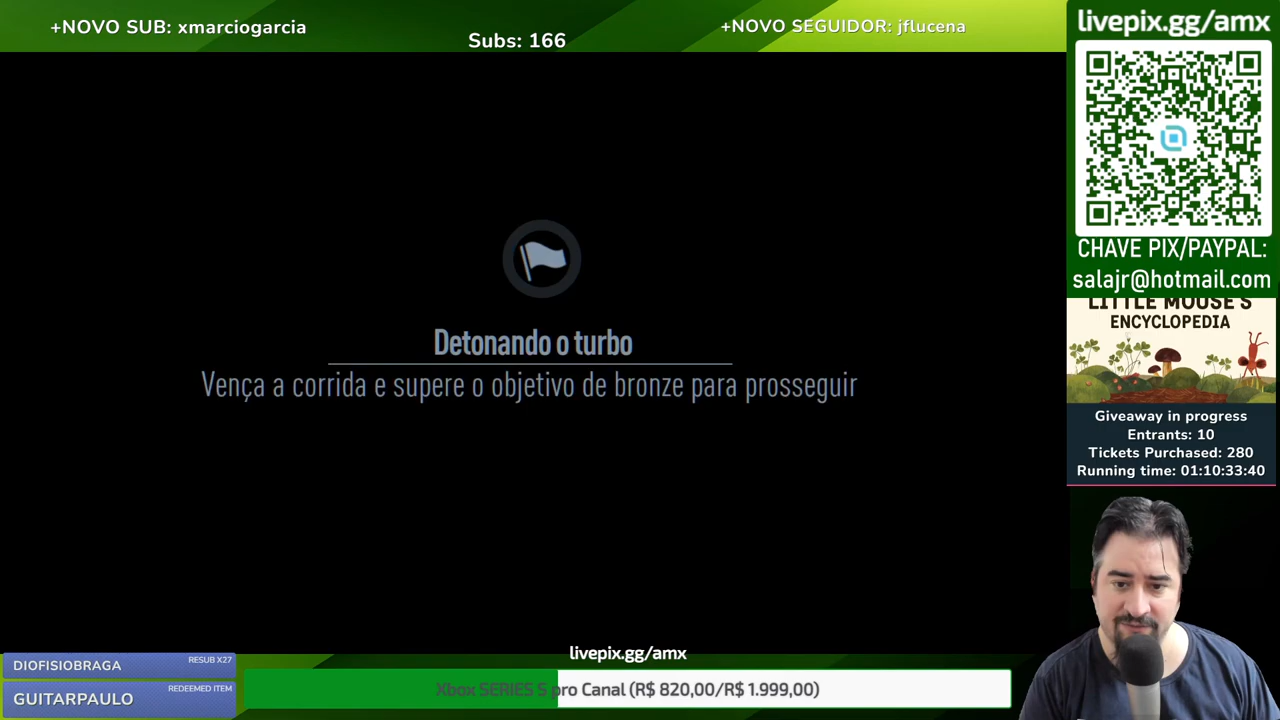 +NOVO SUB: xmarciogarcia
Subs: 166
+NOVO SEGUIDOR: jflucena
livepix.gg/amx
CHAVE PIX/PAYPAL:
salajr@hotmail.com
LITTLE MOUSE'S
ENCYCLOPEDIA
Giveaway in progress
Entrants: 10
Tickets Purchased: 280
Running time: 01:10:33:40
Detonando o turbo
Vença a corrida e supere o objetivo de bronze para prosseguir
livepix.gg/amx
DIOFISIOBRAGA
RESUB X27
GUITARPAULO
REDEEMED ITEM
Xbox SERIES S pro Canal (R$ 820,00/R$ 1.999,00)